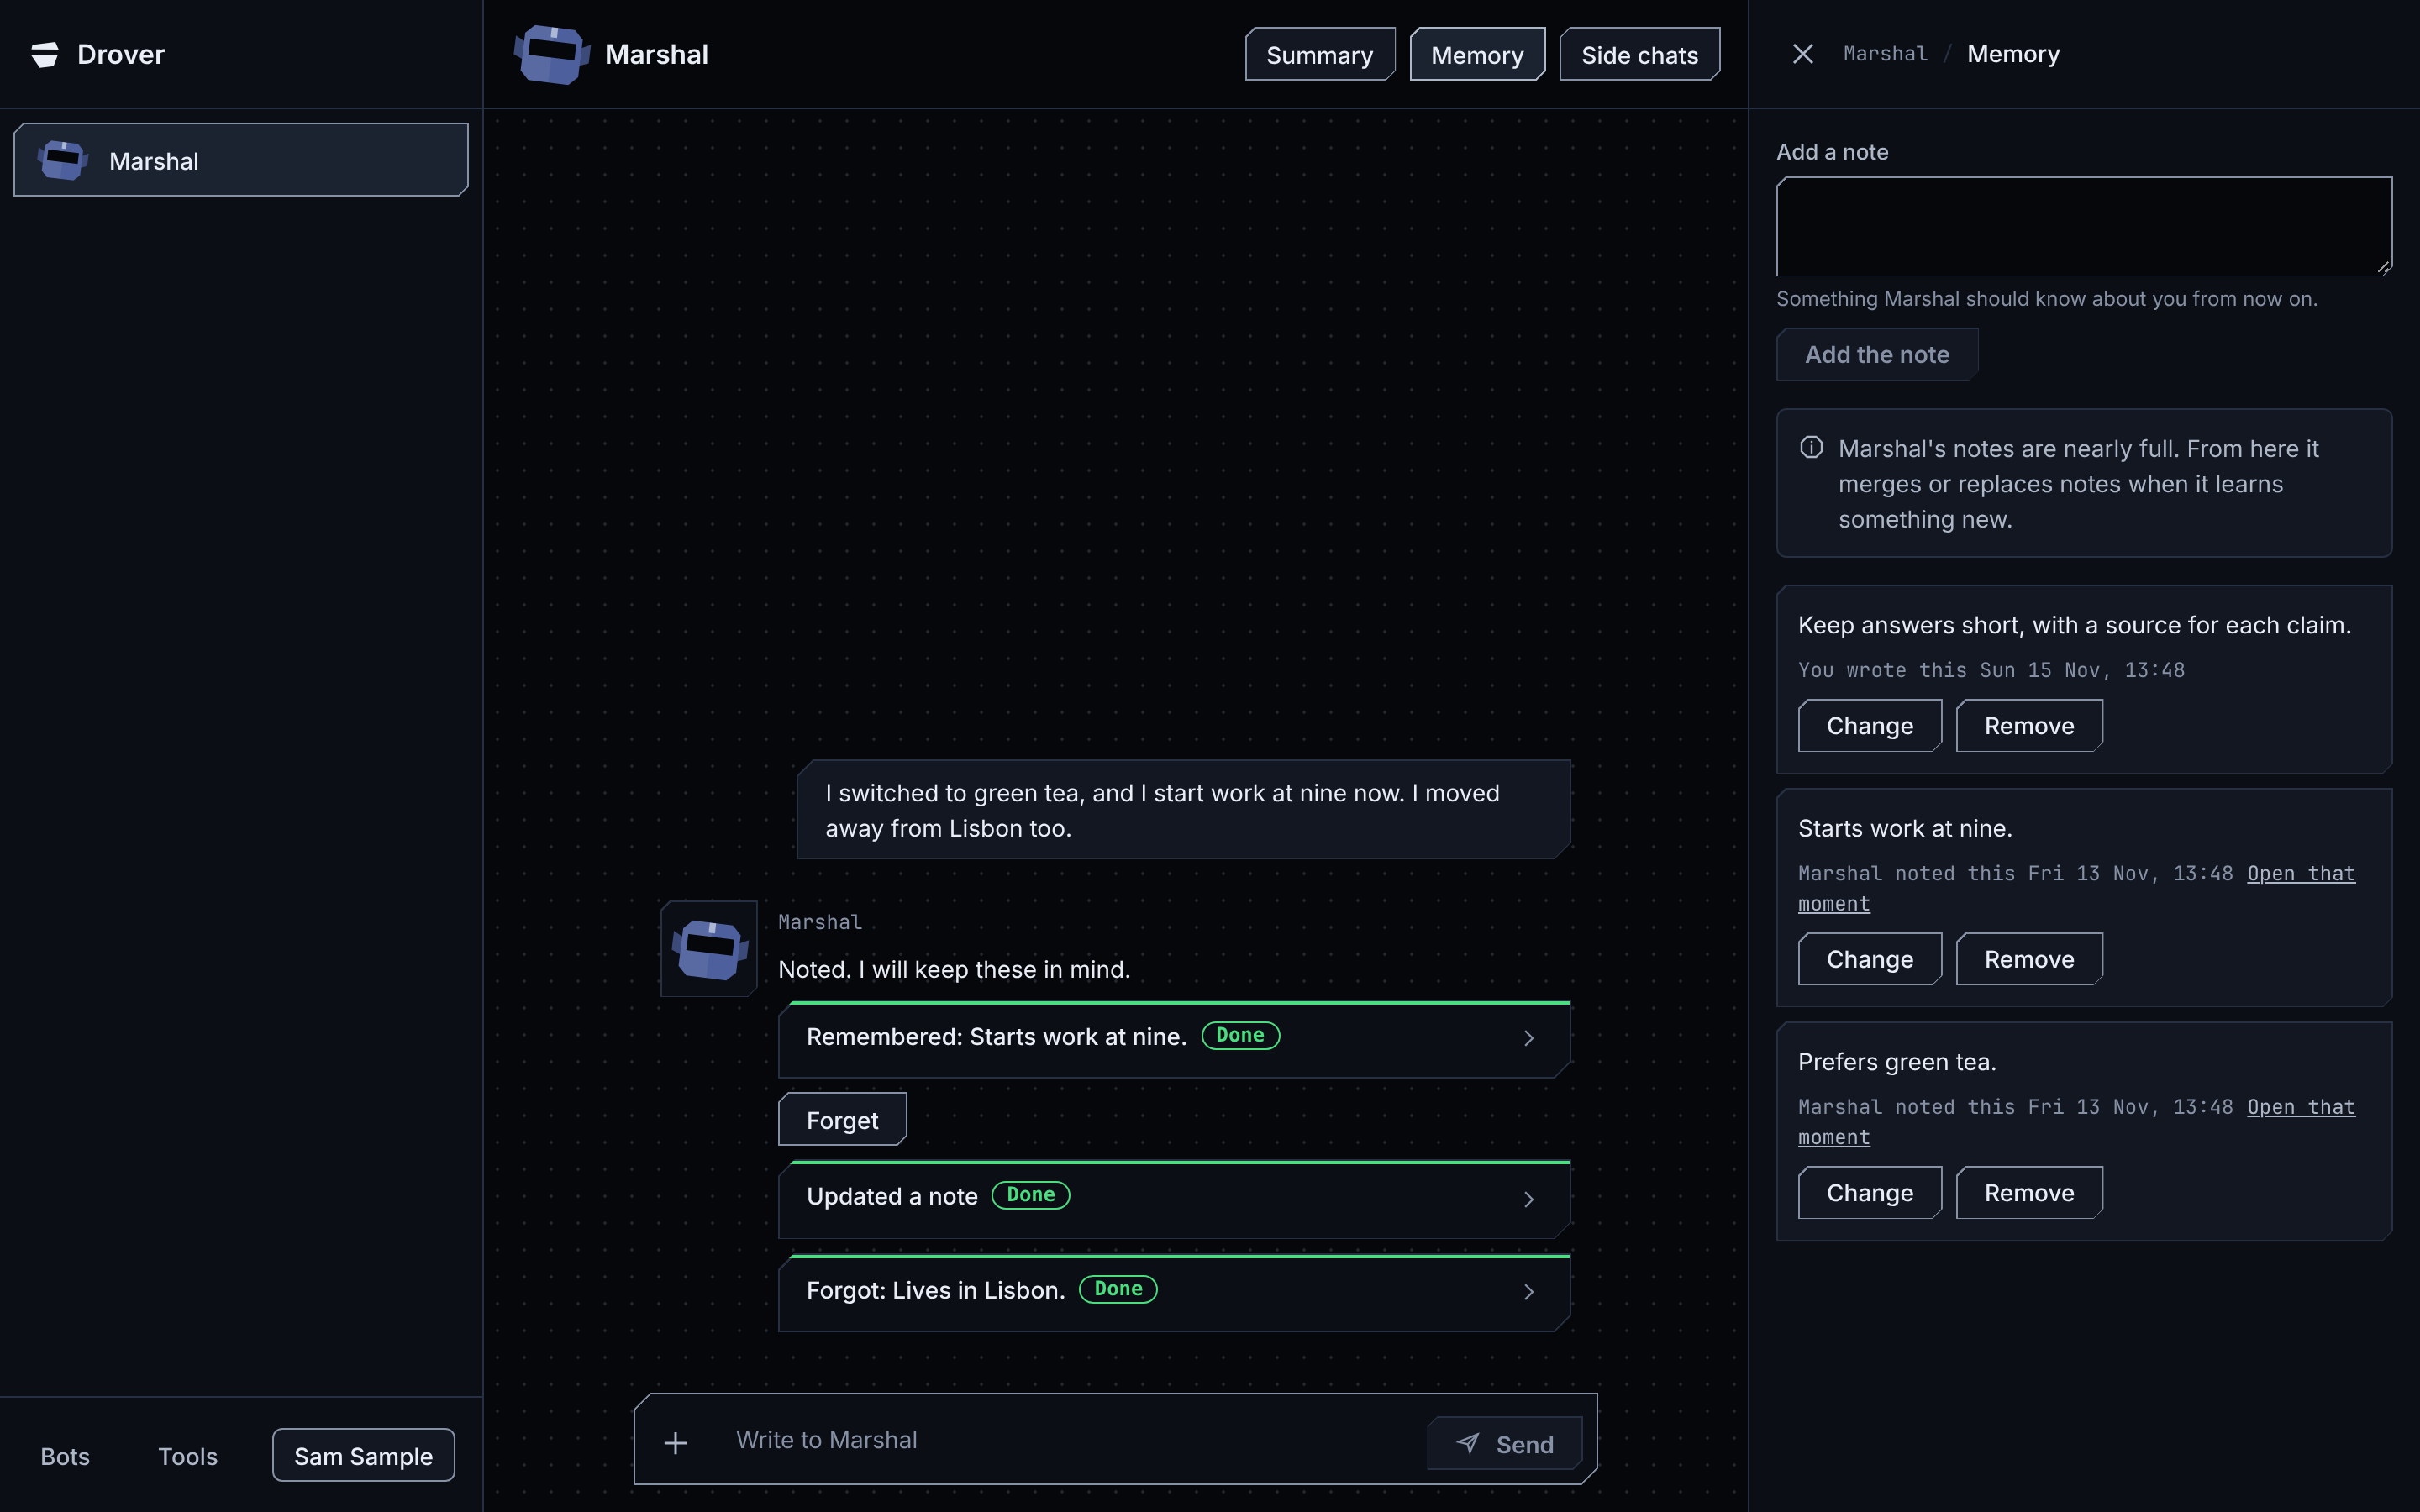 Drover
Marshal
Bots
Tools
Sam Sample
Marshal
Summary
Memory
Side chats
I switched to green tea, and I start work at nine now. I moved
away from Lisbon too.
Marshal
Noted. I will keep these in mind.
Remembered: Starts work at nine. Done
Forget
Updated a note Done
Forgot: Lives in Lisbon. Done
Write to Marshal
Send
Marshal / Memory
Add a note
Something Marshal should know about you from now on.
Add the note
Marshal's notes are nearly full. From here it
merges or replaces notes when it learns
something new.
Keep answers short, with a source for each claim.
You wrote this Sun 15 Nov, 13:48
Change
Remove
Starts work at nine.
Marshal noted this Fri 13 Nov, 13:48 Open that
moment
Change
Remove
Prefers green tea.
Marshal noted this Fri 13 Nov, 13:48 Open that
moment
Change
Remove